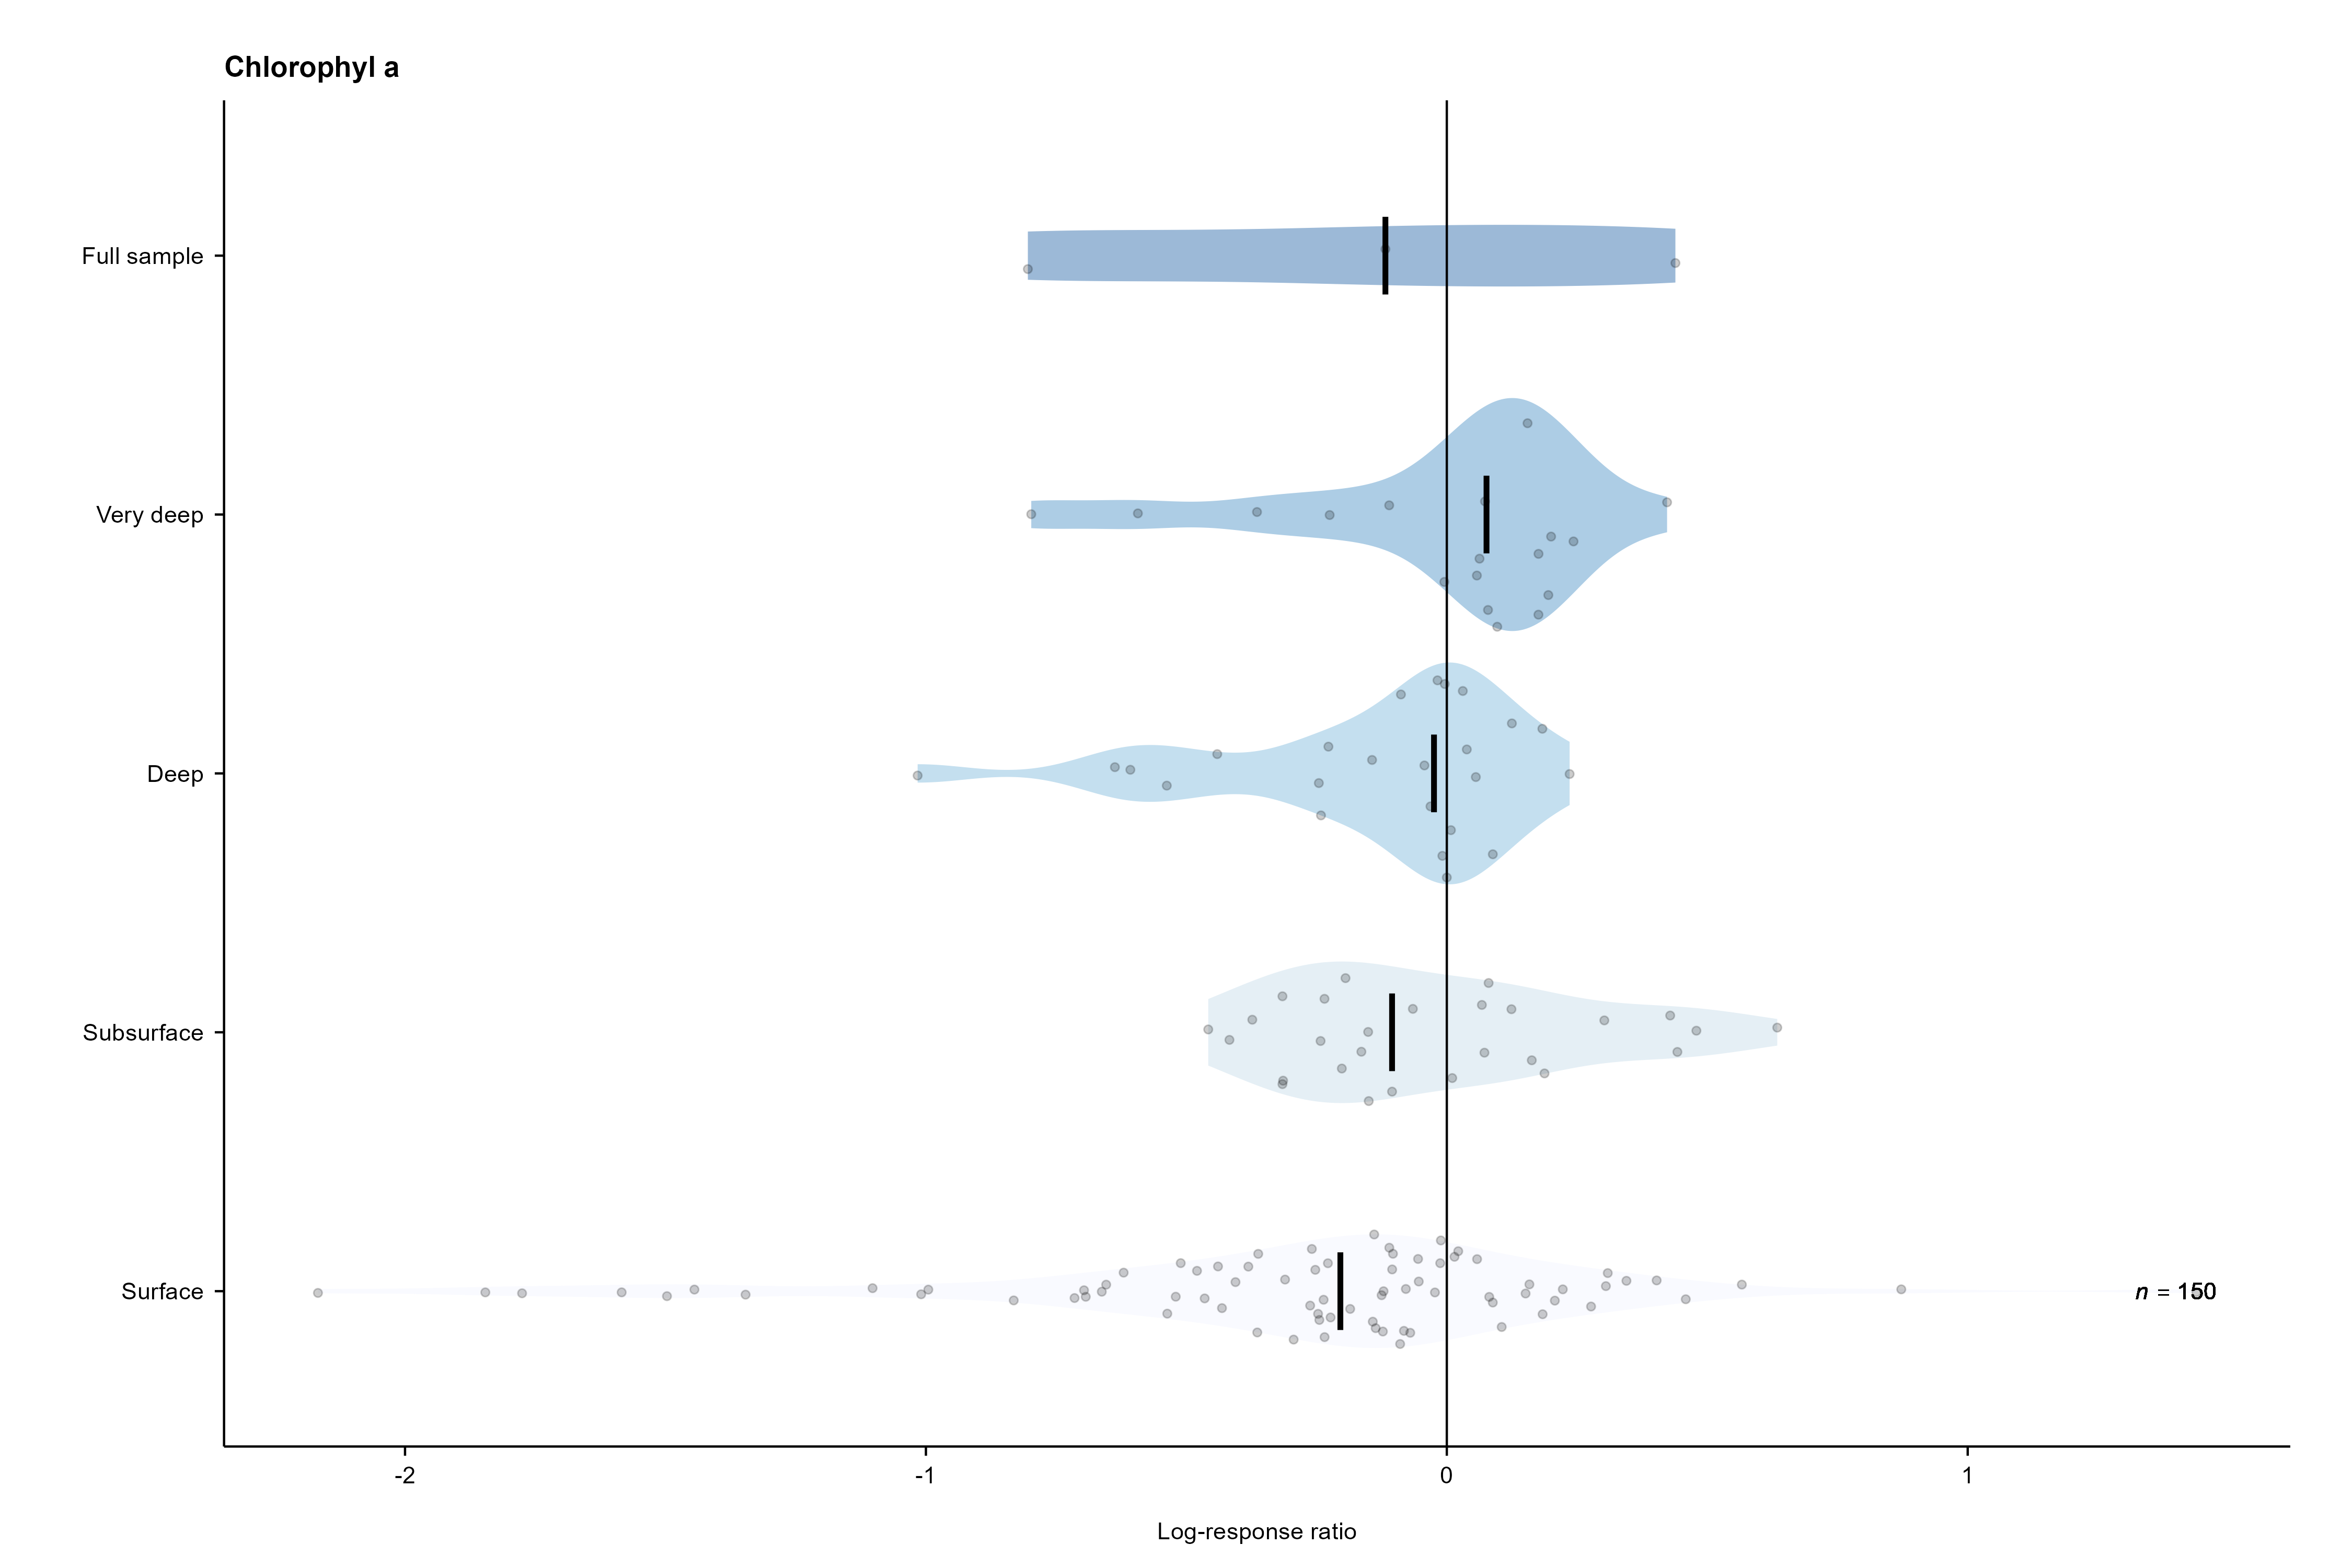 Chlorophyl a
Full sample
Very deep
Deep
Subsurface
Surface
n = 150
-2
-1
0
1
Log-response ratio